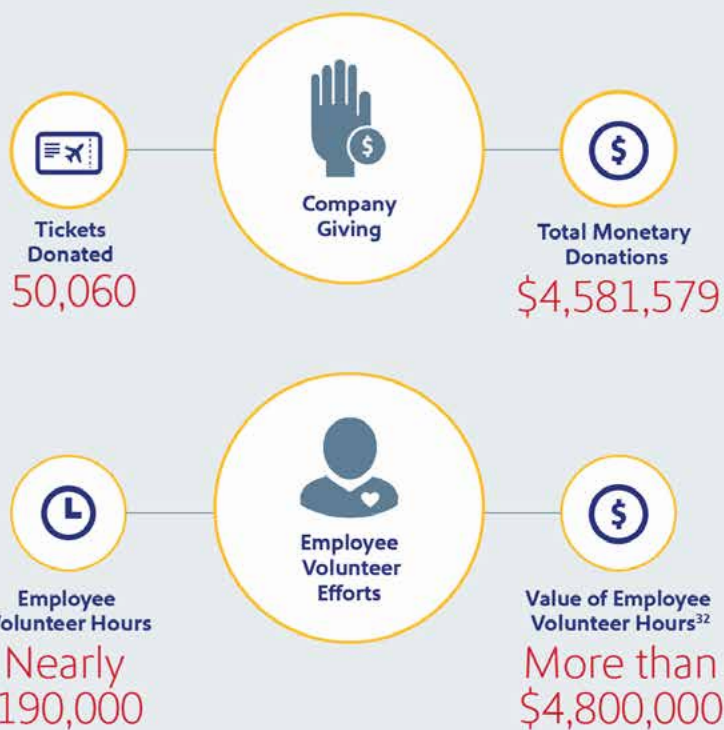 Company
Giving
Tickets
Donated
50,060
Total Monetary
Donations
$4,581,579
Employee
Volunteer
Efforts
Employee
Volunteer Hours
Nearly
190,000
Value of Employee
Volunteer Hours³²
More than
$4,800,000